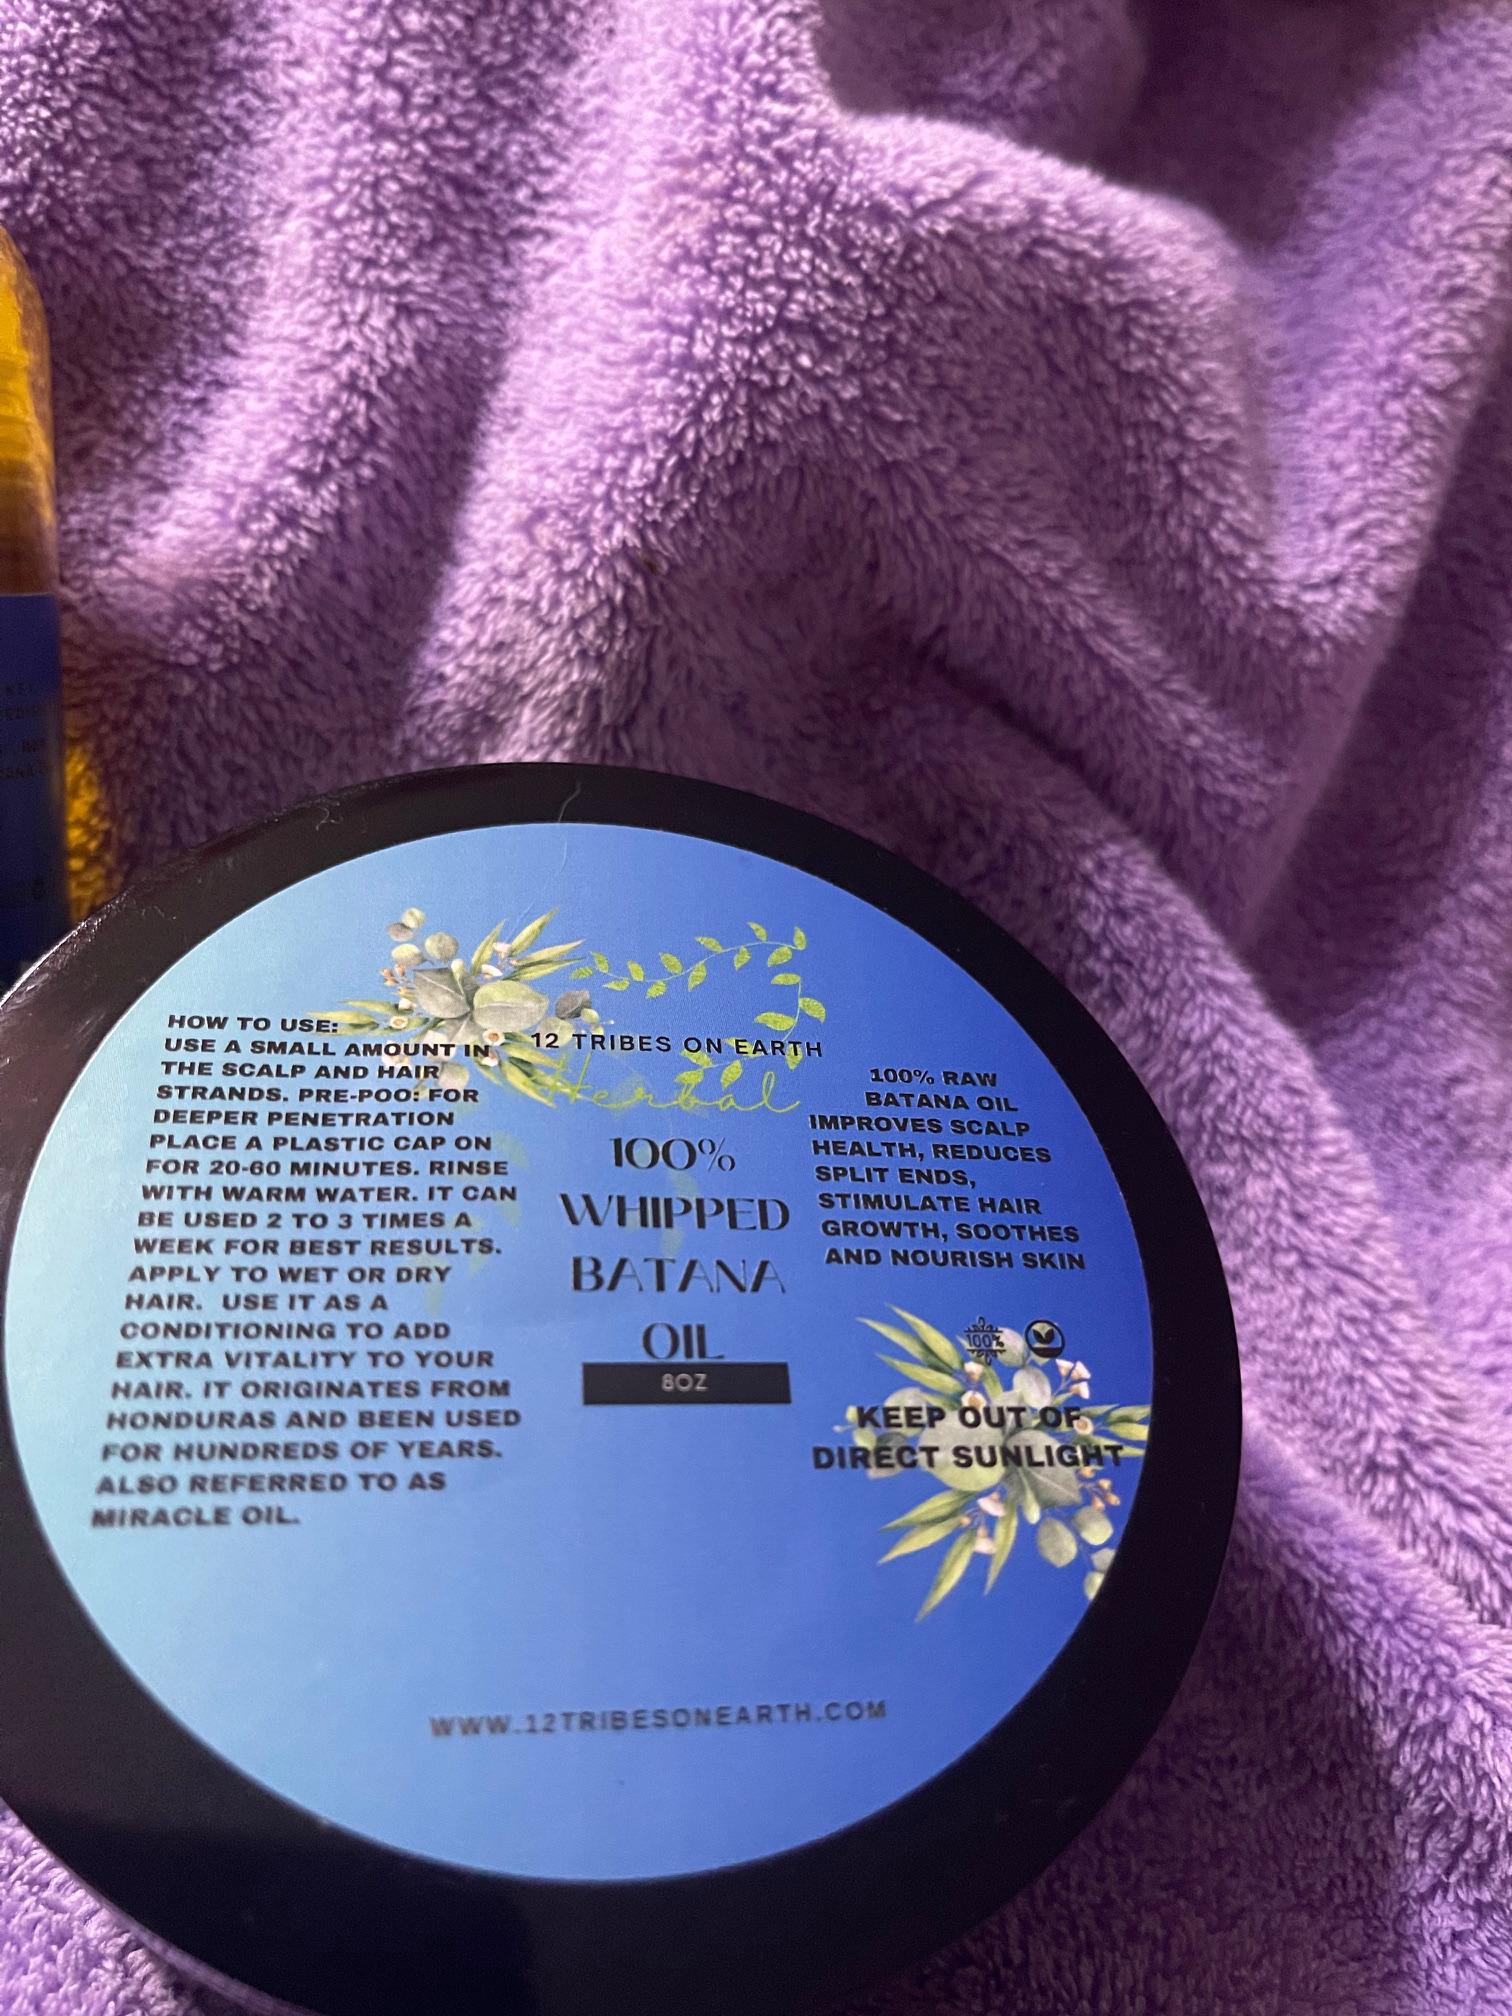 HOW TO USE:
USE A SMALL AMOUNT IN
THE SCALP AND HAIR
STRANDS. PRE-POO: FOR
DEEPER PENETRATION
PLACE A PLASTIC CAP ON
FOR 20-60 MINUTES. RINSE
WITH WARM WATER. IT CAN
BE USED 2 TO 3 TIMES A
WEEK FOR BEST RESULTS.
APPLY TO WET OR DRY
HAIR. USE IT AS A
CONDITIONING TO ADD
EXTRA VITALITY TO YOUR
HAIR. IT ORIGINATES FROM
HONDURAS AND BEEN USED
FOR HUNDREDS OF YEARS.
ALSO REFERRED TO AS
MIRACLE OIL.
12 TRIBES ON EARTH
Herbal
100%
WHIPPED
BATANA
OIL
8OZ
100% RAW
BATANA OIL
IMPROVES SCALP
HEALTH, REDUCES
SPLIT ENDS,
STIMULATE HAIR
GROWTH, SOOTHES
AND NOURISH SKIN
100%
KEEP OUT OF
DIRECT SUNLIGHT
WWW.12TRIBESONEARTH.COM